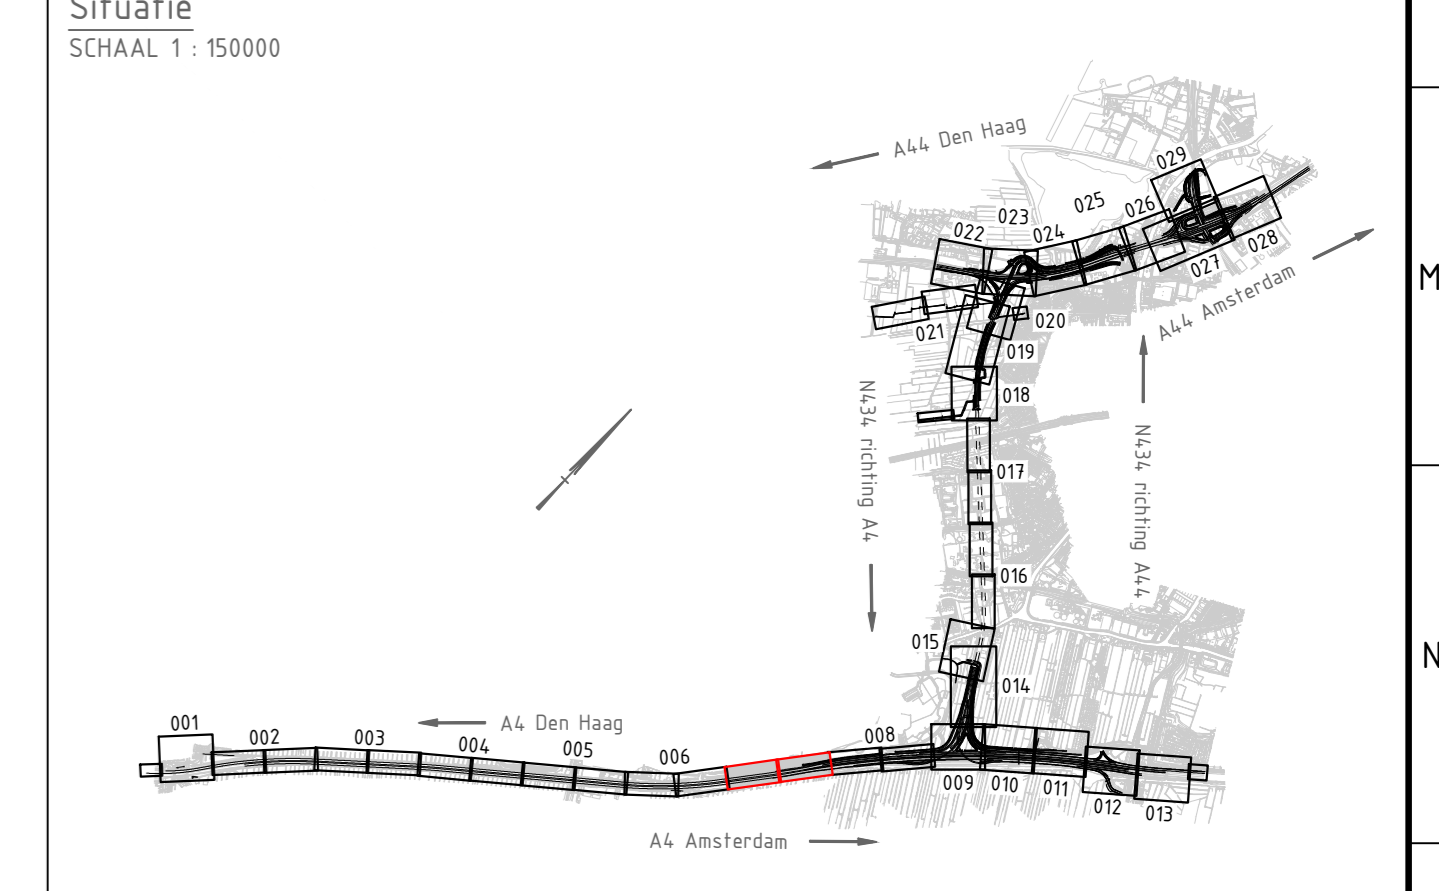 Situatie
SCHAAL 1 : 150000
A44 Den Haag
029
025
026
023
022
024
028
027
A44 Amsterdam
020
021
019
018
N434 richting A4
N434 richting A44
017
016
015
014
001
A4 Den Haag
002
003
004
005
006
008
009
010
011
012
013
A4 Amsterdam
M
N